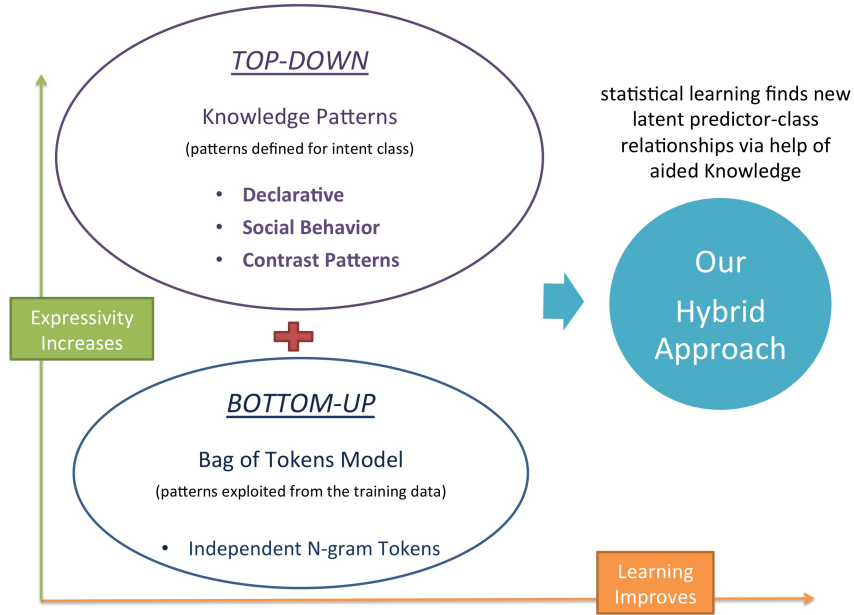 TOP-DOWN
Knowledge Patterns
(patterns defined for intent class)
• Declarative
• Social Behavior
• Contrast Patterns
statistical learning finds new
latent predictor-class
relationships via help of
aided Knowledge
Our
Hybrid
Approach
Expressivity
Increases
BOTTOM-UP
Bag of Tokens Model
(patterns exploited from the training data)
• Independent N-gram Tokens
Learning
Improves